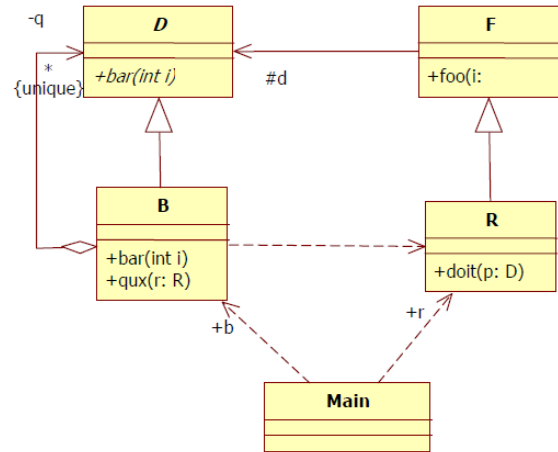 -q
D
F
*
{unique}
+bar(int i)
#d
+foo(i:
B
R
+bar(int i)
+qux(r: R)
+doit(p: D)
+b
+r
Main